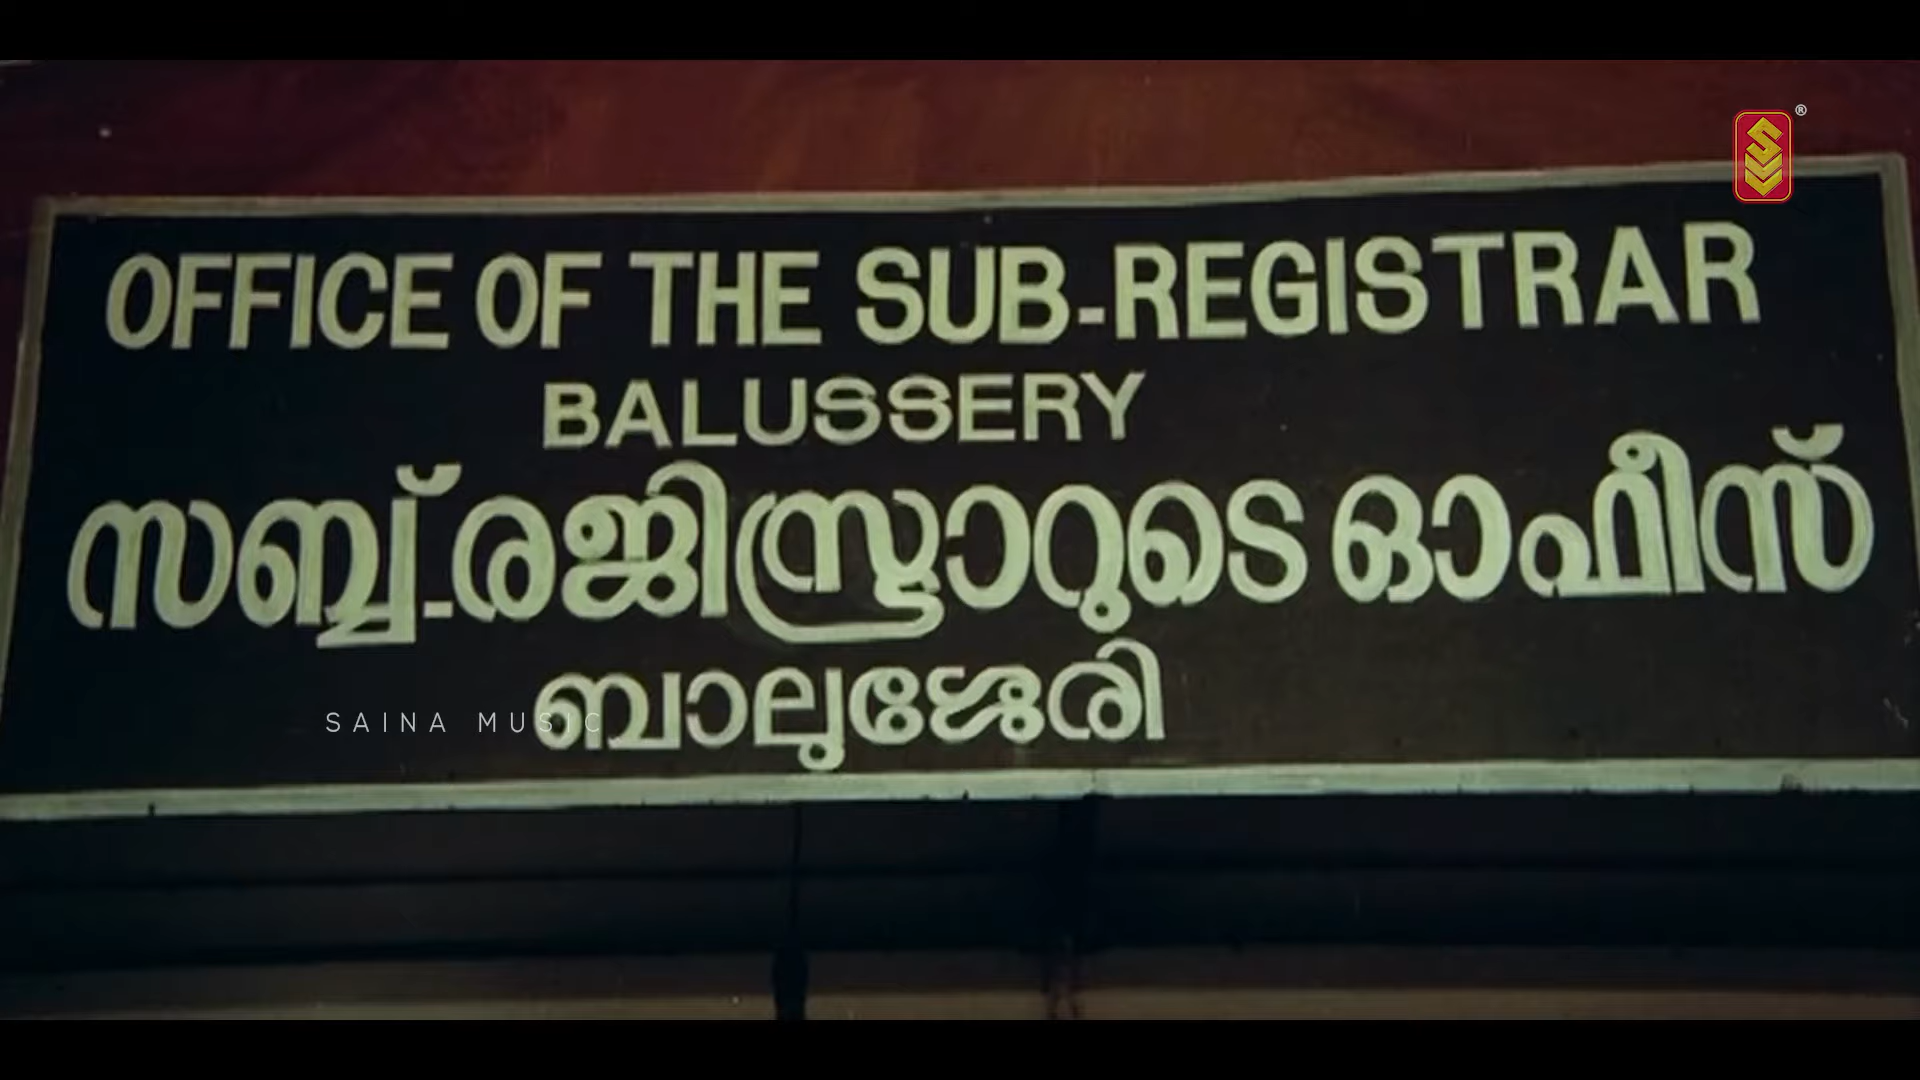 OFFICE OF THE SUB-REGISTRAR
BALUSSERY
സബ്ബ്-രജിസ്ട്രാറുടെ ഓഫീസ്
ബാലുശ്ശേരി
SAINA MUSIC
®